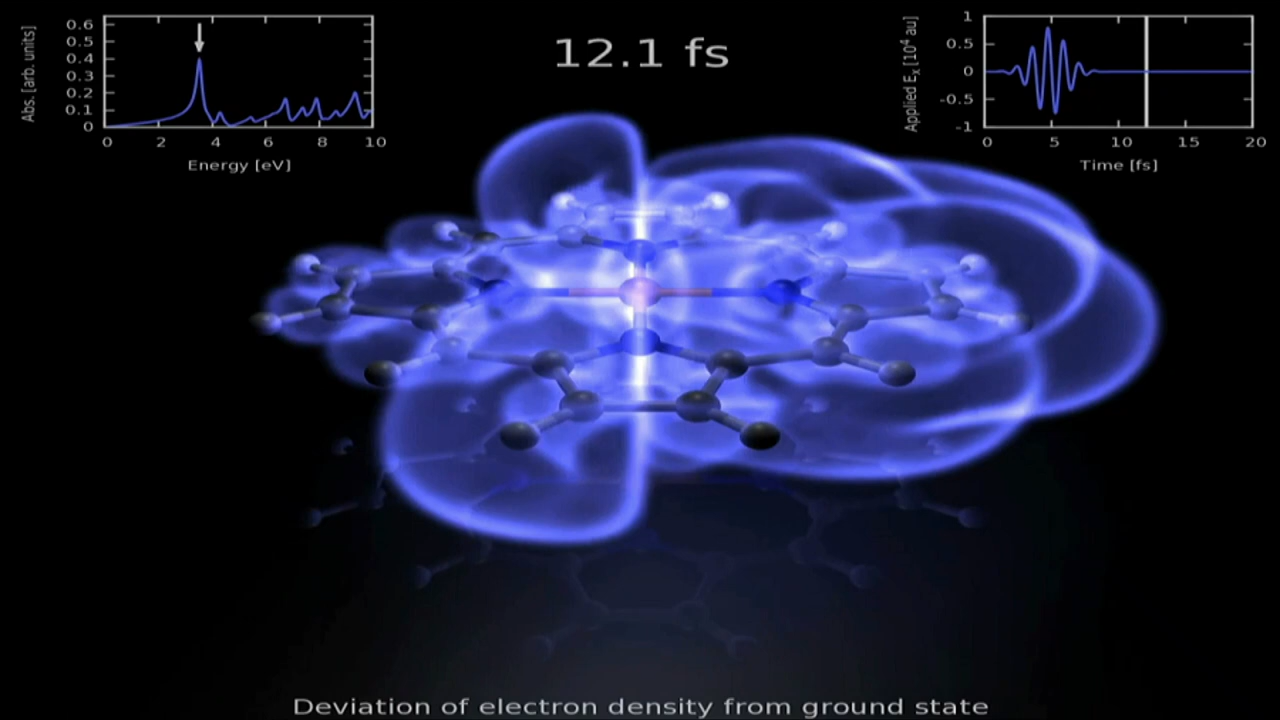 12.1 fs
Abs. [arb. units]
0.6
0.5
0.4
0.3
0.2
0.1
0
0 2 4 6 8 10
Energy [eV]
Applied Eₓ [10⁴ au]
1
0.5
0
-0.5
-1
0 5 10 15 20
Time [fs]
Deviation of electron density from ground state